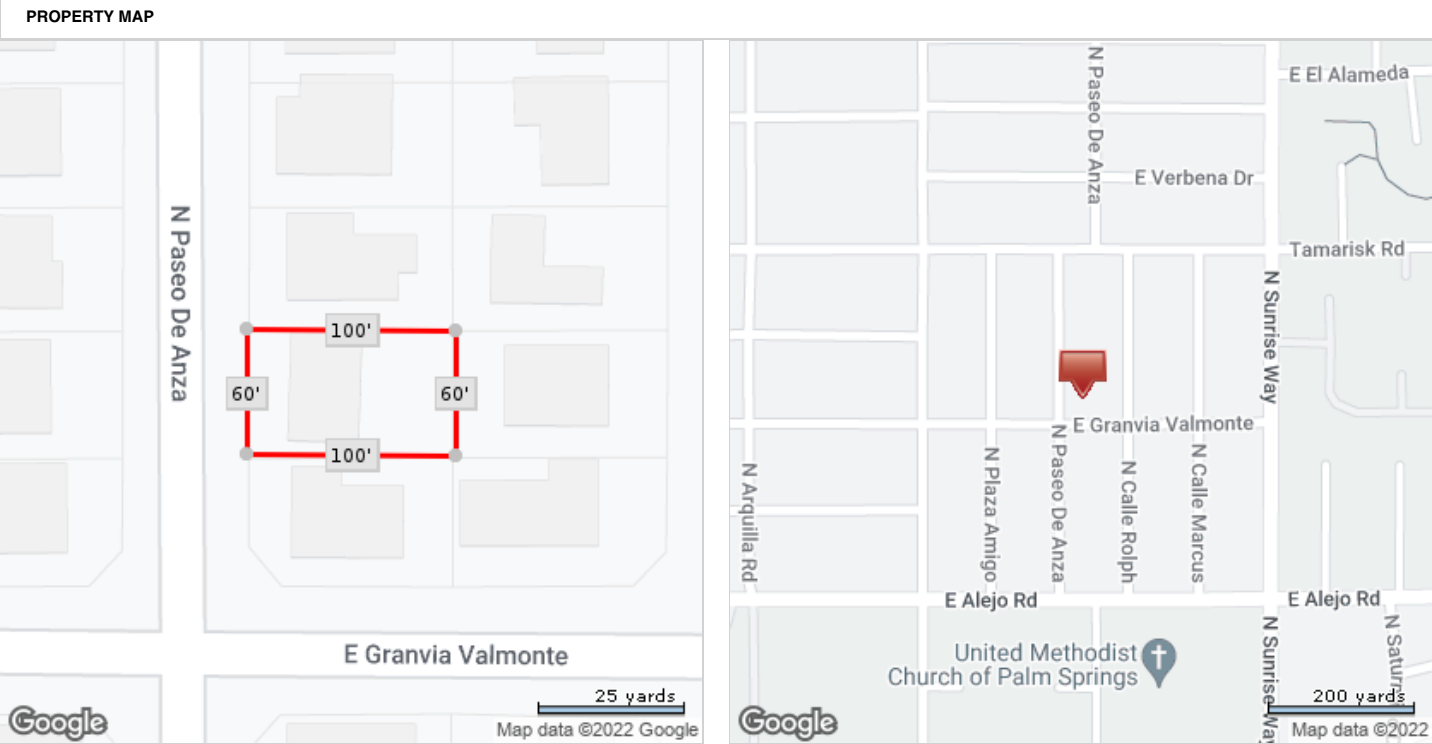 PROPERTY MAP
N Paseo De Anza
100'
60'
60'
100'
E Granvia Valmonte
25 yards
Google
Map data ©2022 Google
N Paseo De Anza
E El Alameda
E Verbena Dr
Tamarisk Rd
N Sunrise Way
E Granvia Valmonte
N Arquilla Rd
N Plaza Amigo
N Paseo De Anza
N Calle Rolph
N Calle Marcus
E Alejo Rd
E Alejo Rd
United Methodist
Church of Palm Springs
N Sunrise Way
200 yards
Google
Map data ©2022